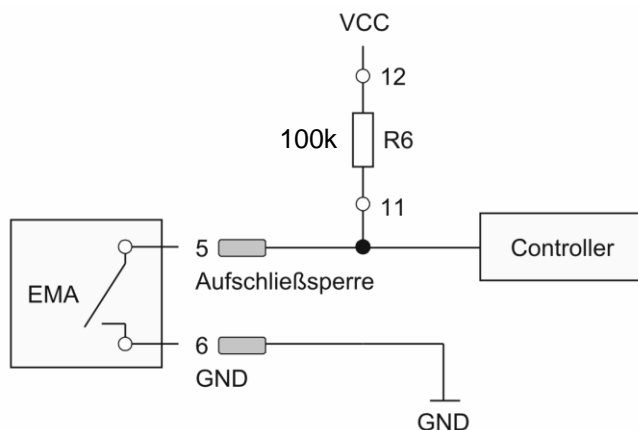 VCC
12
100k R6
11
5
Aufschließsperre
Controller
EMA
6
GND
GND